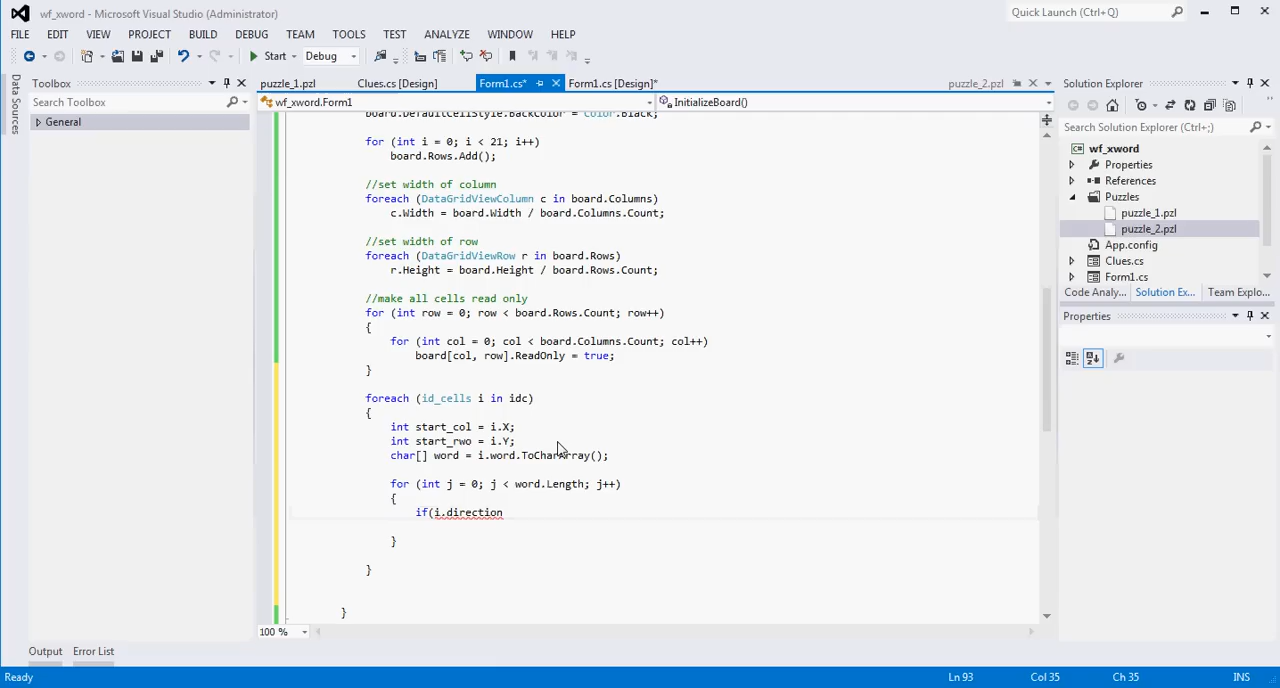 wf_xword - Microsoft Visual Studio (Administrator)
Quick Launch (Ctrl+Q)
FILE EDIT VIEW PROJECT BUILD DEBUG TEAM TOOLS TEST ANALYZE WINDOW HELP
Start Debug
Data Sources
Toolbox
Search Toolbox
General
puzzle_1.pzl Clues.cs [Design] Form1.cs* Form1.cs [Design]* puzzle_2.pzl
wf_xword.Form1 InitializeBoard()
board.DefaultCellStyle.BackColor = Color.Black;
for (int i = 0; i < 21; i++)
board.Rows.Add();
//set width of column
foreach (DataGridViewColumn c in board.Columns)
c.Width = board.Width / board.Columns.Count;
//set width of row
foreach (DataGridViewRow r in board.Rows)
r.Height = board.Height / board.Rows.Count;
//make all cells read only
for (int row = 0; row < board.Rows.Count; row++)
{
for (int col = 0; col < board.Columns.Count; col++)
board[col, row].ReadOnly = true;
}
foreach (id_cells i in idc)
{
int start_col = i.X;
int start_rwo = i.Y;
char[] word = i.word.ToCharArray();
for (int j = 0; j < word.Length; j++)
{
if(i.direction
}
}
}
100 %
Solution Explorer
Search Solution Explorer (Ctrl+;)
wf_xword
Properties
References
Puzzles
puzzle_1.pzl
puzzle_2.pzl
App.config
Clues.cs
Form1.cs
Code Analy... Solution Ex... Team Explo...
Properties
Output Error List
Ready Ln 93 Col 35 Ch 35 INS